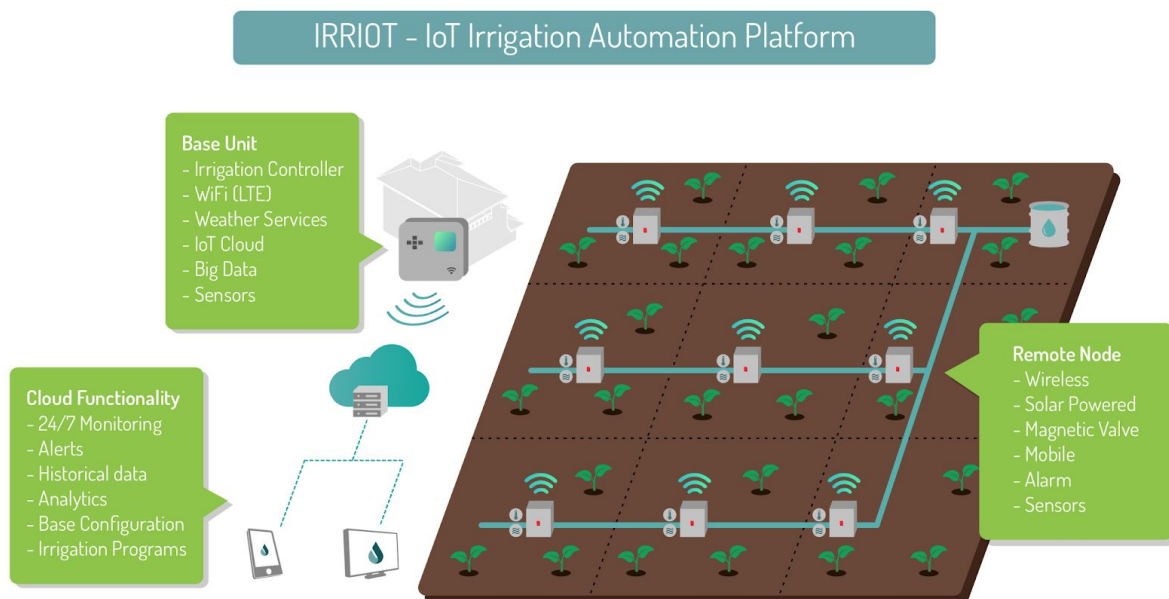 IRRIOT - IoT Irrigation Automation Platform
Base Unit
- Irrigation Controller
- WiFi (LTE)
- Weather Services
- IoT Cloud
- Big Data
- Sensors
Cloud Functionality
- 24/7 Monitoring
- Alerts
- Historical data
- Analytics
- Base Configuration
- Irrigation Programs
Remote Node
- Wireless
- Solar Powered
- Magnetic Valve
- Mobile
- Alarm
- Sensors